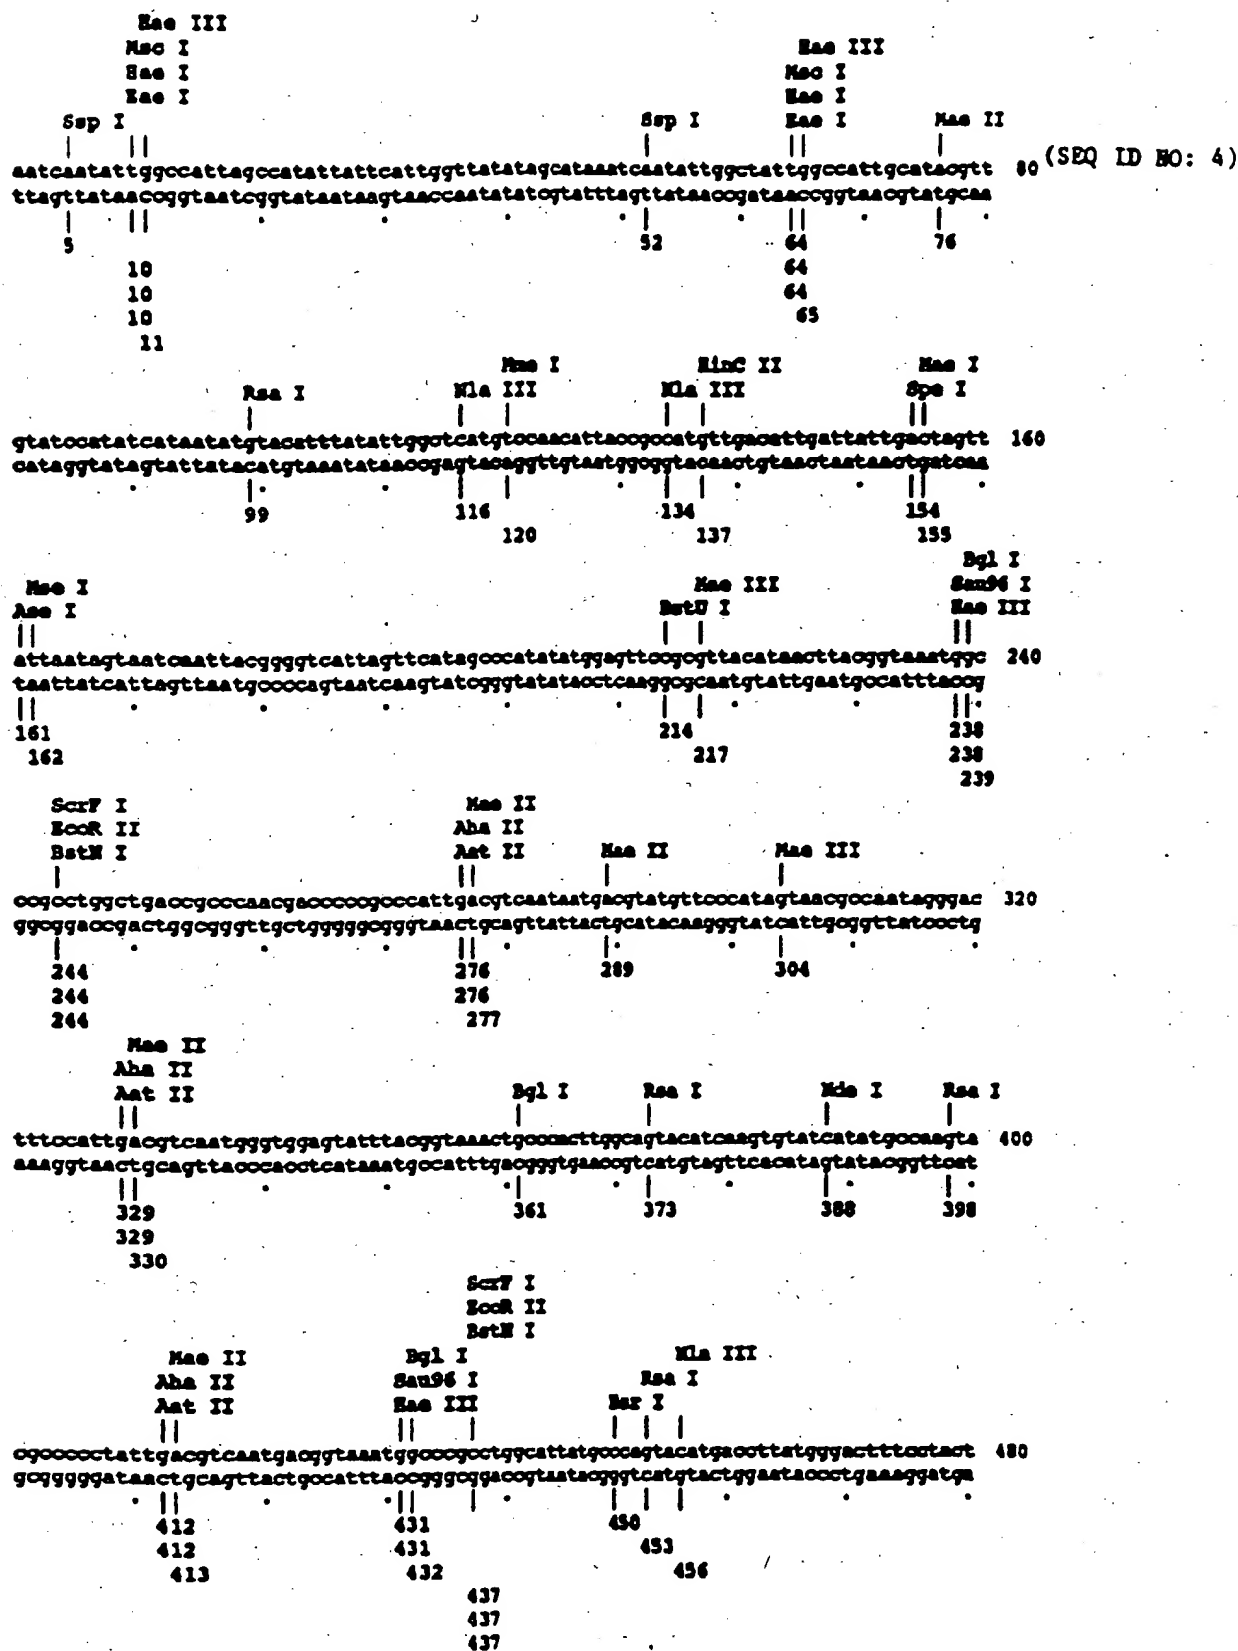 Hae III
Msc I
Hae I
Eae I
Hae III
Msc I
Hae I
Eae I
Ssp I Ssp I Mae II
aatcaatattggccattagccatattattcattggttatatagcataaatcaatattggctattggccattgcatacgtt 80 (SEQ ID NO: 4)
ttagttataaccggtaatcggtataataagtaaccaatatatcgtatttagttataaccgataaccggtaacgtatgcaa
5 52 64 76
10 64
10 64
10 65
11
Mme I HinC II Mae I
Rsa I Nla III Nla III Spe I
gtatccatatcataatatgtacatttatattggctcatgtccaacattaccgccatgttgacattgattattgactagtt 160
cataggtatagtattatacatgtaaatataaccgagtacaggttgtaatggcggtacaactgtaactaataactgatcaa
99 116 134 154
120 137 155
Bgl I
Mse I Mae III Sau96 I
Ase I BstU I Hae III
attaatagtaatcaattacggggtcattagttcatagcccatatatggagttccgcgttacataacttacggtaaatggc 240
taattatcattagttaatgccccagtaatcaagtatcgggtatatacctcaaggcgcaatgtattgaatgccatttaccg
161 214 238
162 217 238
239
ScrF I Mae II
EcoR II Aha II
BstN I Aat II Mae II Mae III
ccgcctggctgaccgcccaacgacccccgcccattgacgtcaataatgacgtatgttcccatagtaacgccaatagggac 320
ggcggaccgactggcgggttgctgggggcgggtaactgcagttattactgcatacaagggtatcattgcggttatccctg
244 276 289 304
244 276
244 277
Mae II
Aha II
Aat II Bgl I Rsa I Nde I Rsa I
tttccattgacgtcaatgggtggagtatttacggtaaactgcccacttggcagtacatcaagtgtatcatatgccaagta 400
aaaggtaactgcagttacccacctcataaatgccatttgacgggtgaaccgtcatgtagttcacatagtatacggttcat
329 361 373 388 398
329
330
ScrF I
EcoR II
BstN I
Mae II Bgl I Nla III
Aha II Sau96 I Rsa I
Aat II Hae III Bsr I
cgccccctattgacgtcaatgacggtaaatggcccgcctggcattatgcccagtacatgaccttatgggactttcctact 480
gcgggggataactgcagttactgccatttaccgggcggaccgtaatacgggtcatgtactggaataccctgaaaggatga
412 431 450
412 431 453
413 432 456
437
437
437